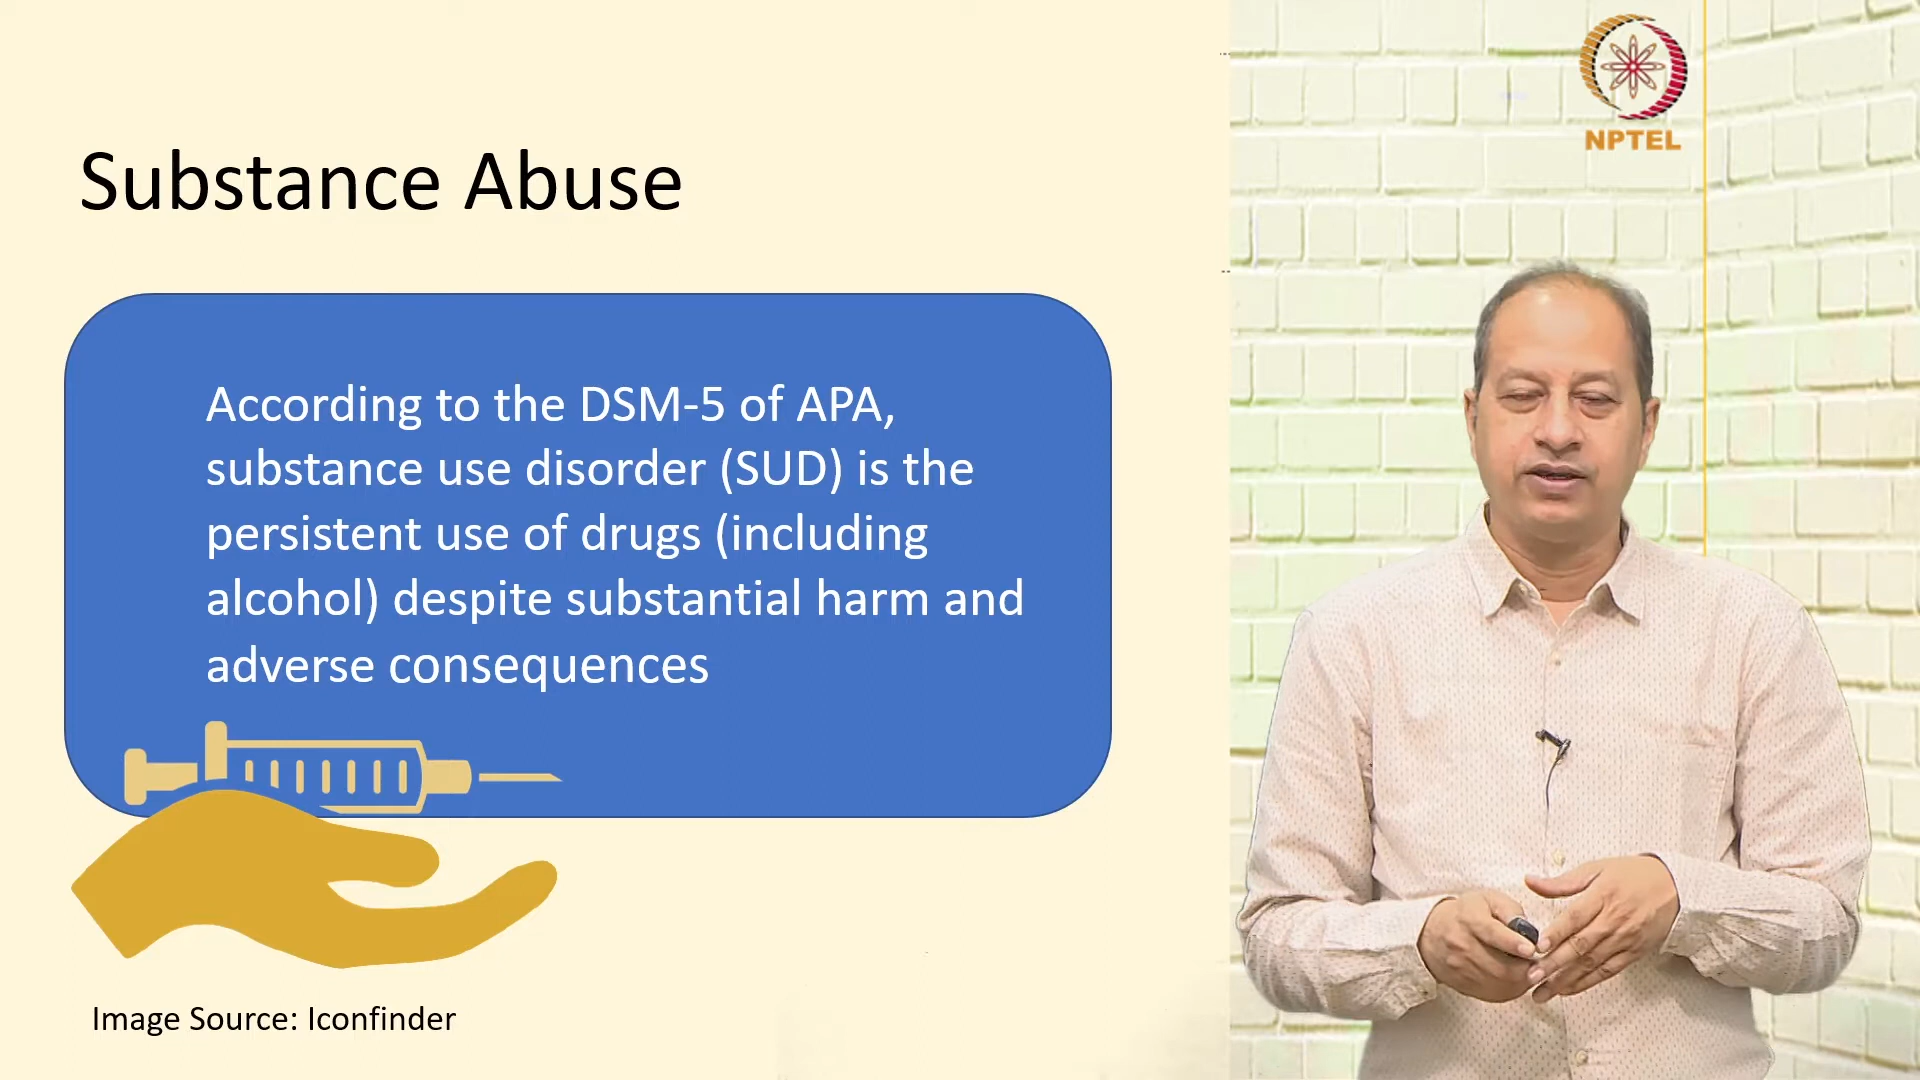 NPTEL
Substance Abuse
According to the DSM-5 of APA,
substance use disorder (SUD) is the
persistent use of drugs (including
alcohol) despite substantial harm and
adverse consequences
Image Source: Iconfinder